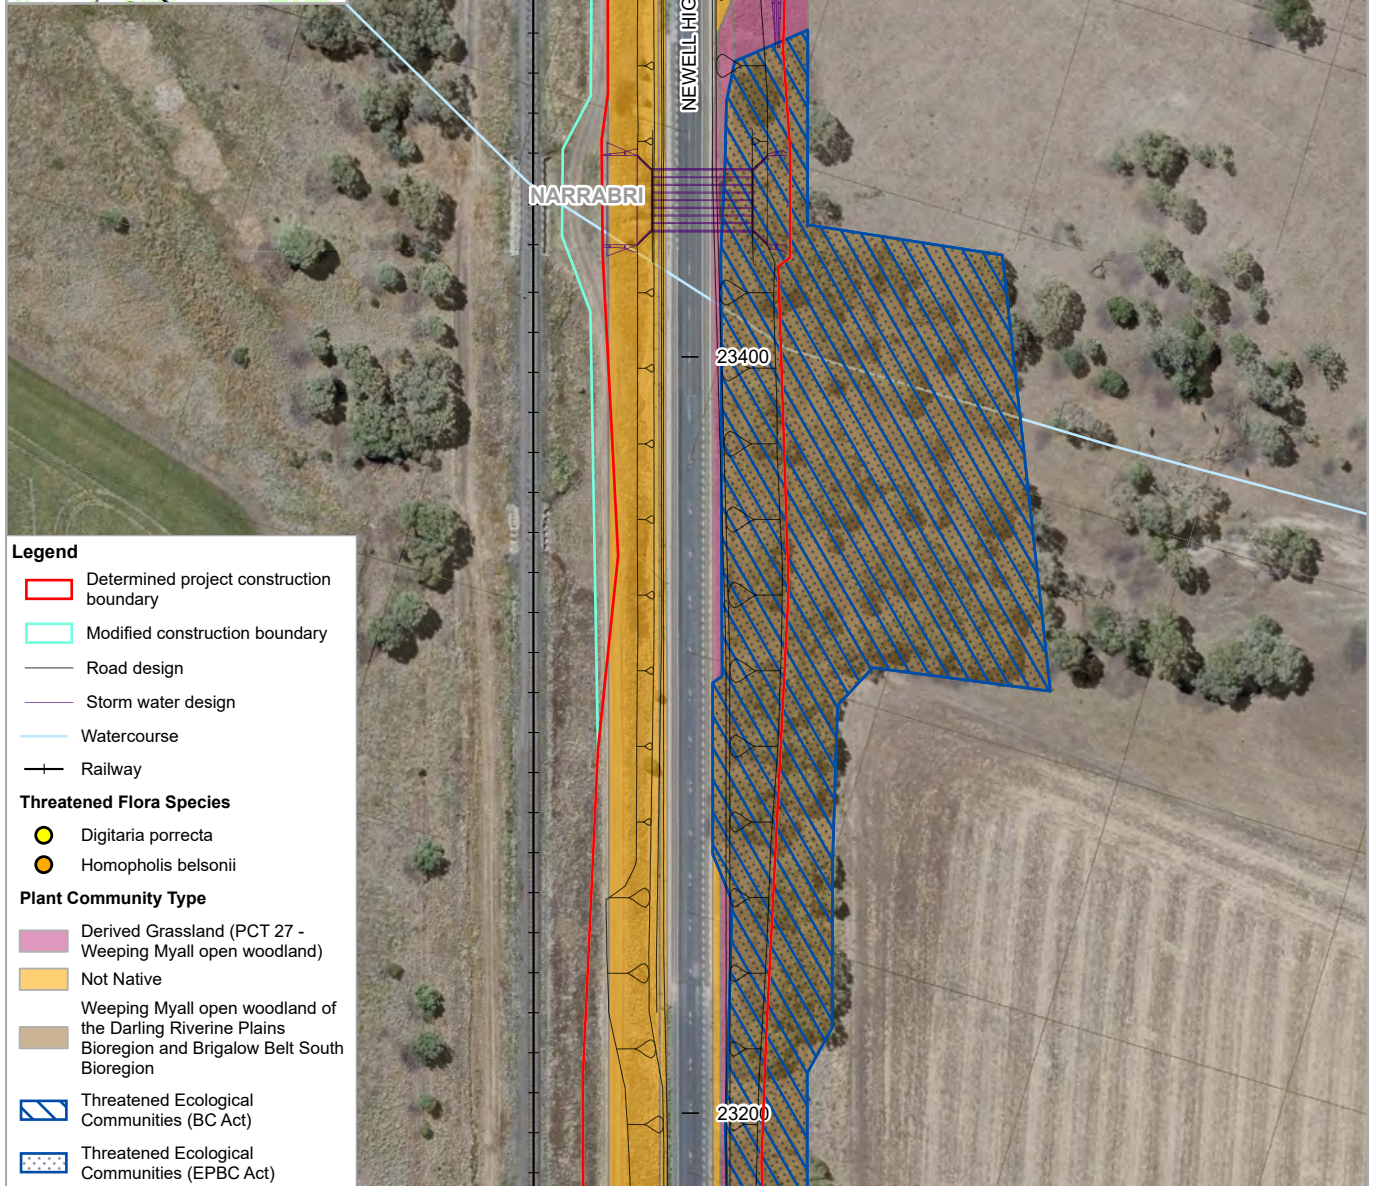 NEWELL HIG
NARRABRI
23400
23200
Legend
Determined project construction
boundary
Modified construction boundary
Road design
Storm water design
Watercourse
Railway
Threatened Flora Species
Digitaria porrecta
Homopholis belsonii
Plant Community Type
Derived Grassland (PCT 27 -
Weeping Myall open woodland)
Not Native
Weeping Myall open woodland of
the Darling Riverine Plains
Bioregion and Brigalow Belt South
Bioregion
Threatened Ecological
Communities (BC Act)
Threatened Ecological
Communities (EPBC Act)